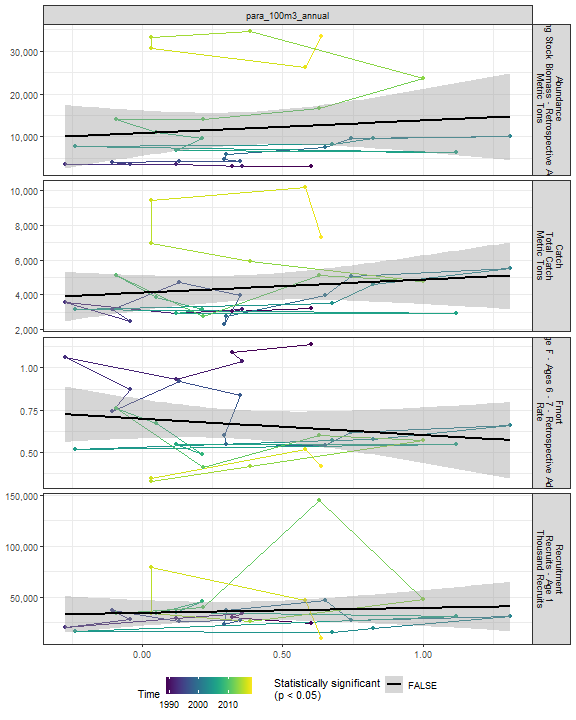 para_100m3_annual
30,000
20,000
10,000
Abundance
ng Stock Biomass - Retrospective A
Metric Tons
10,000
8,000
6,000
4,000
2,000
Catch
Total Catch
Metric Tons
1.00
0.75
0.50
Fmort
ge F - Ages 6 - 7 - Retrospective Ad
Rate
150,000
100,000
50,000
Recruitment
Recruits - Age 1
Thousand Recruits
0.00 0.50 1.00
Time
1990 2000 2010
Statistically significant
(p < 0.05)
FALSE